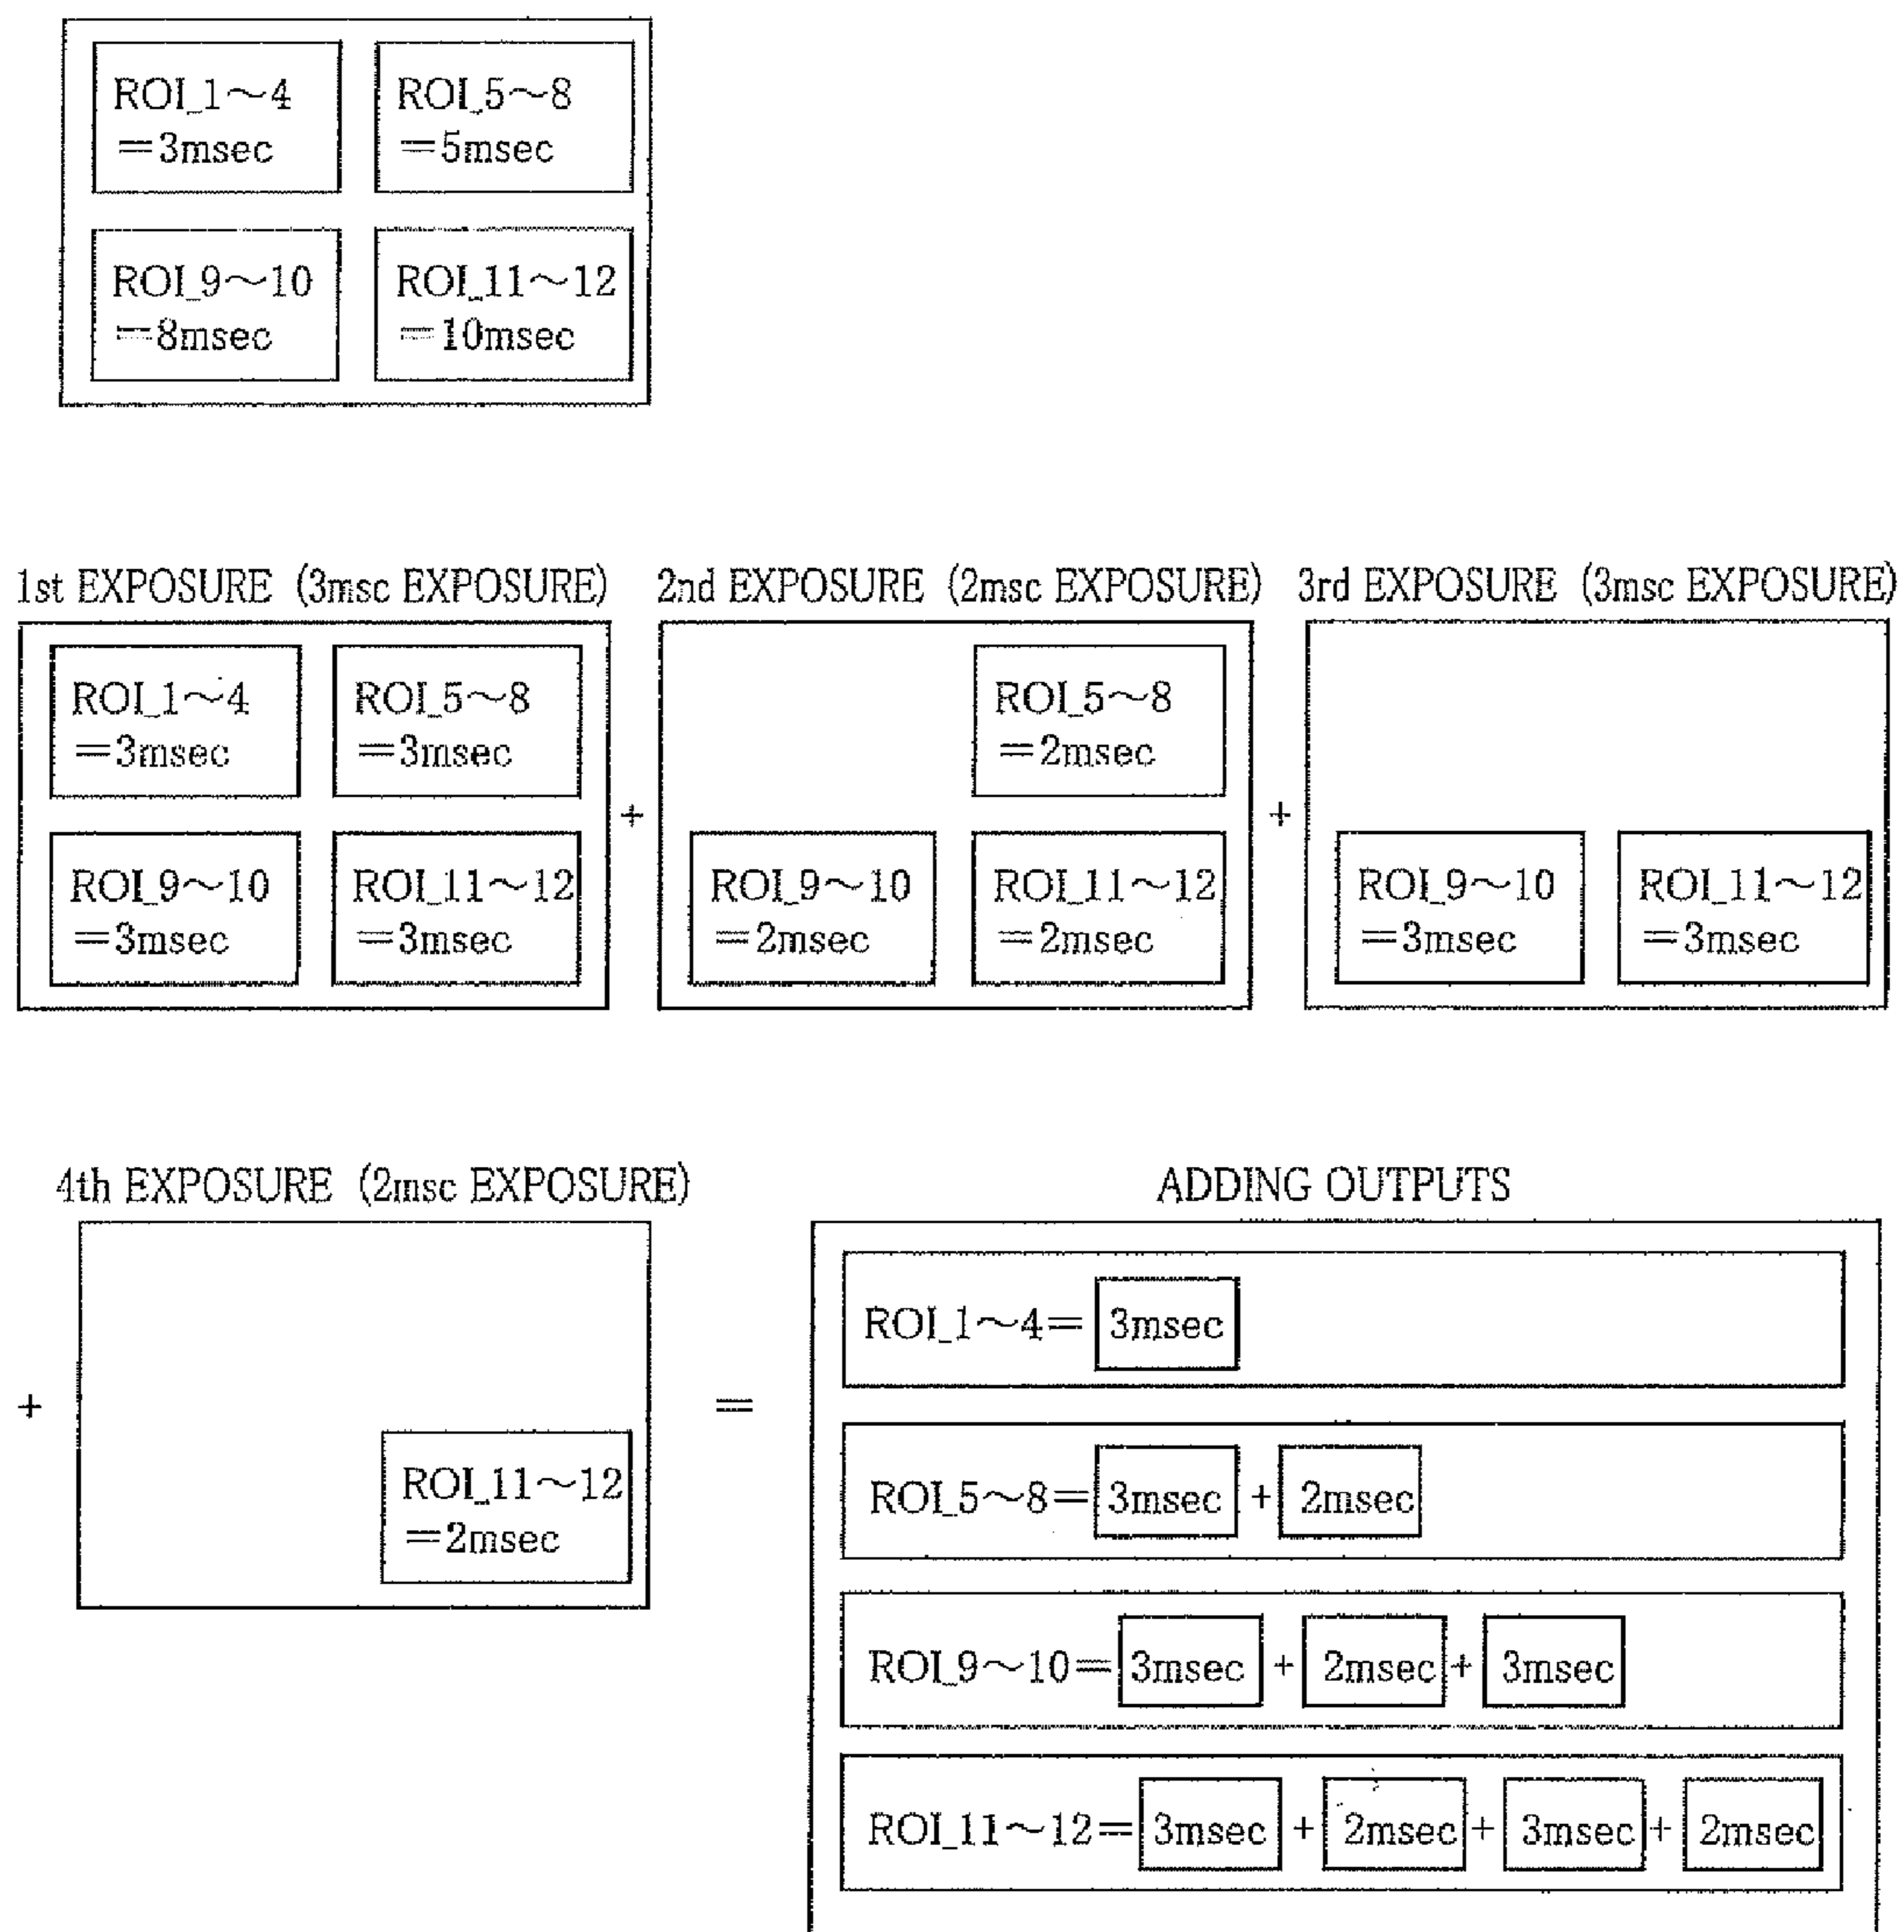 ROI_1～4
=3msec
ROI_5～8
=5msec
ROI_9～10
=8msec
ROI_11～12
=10msec
1st EXPOSURE (3msc EXPOSURE)
ROI_1～4
=3msec
ROI_5～8
=3msec
ROI_9～10
=3msec
ROI_11～12
=3msec
+
2nd EXPOSURE (2msc EXPOSURE)
ROI_5～8
=2msec
ROI_9～10
=2msec
ROI_11～12
=2msec
+
3rd EXPOSURE (3msc EXPOSURE)
ROI_9～10
=3msec
ROI_11～12
=3msec
+
4th EXPOSURE (2msc EXPOSURE)
ROI_11～12
=2msec
=
ADDING OUTPUTS
ROI_1～4= 3msec
ROI_5～8= 3msec + 2msec
ROI_9～10= 3msec + 2msec + 3msec
ROI_11～12= 3msec + 2msec + 3msec + 2msec